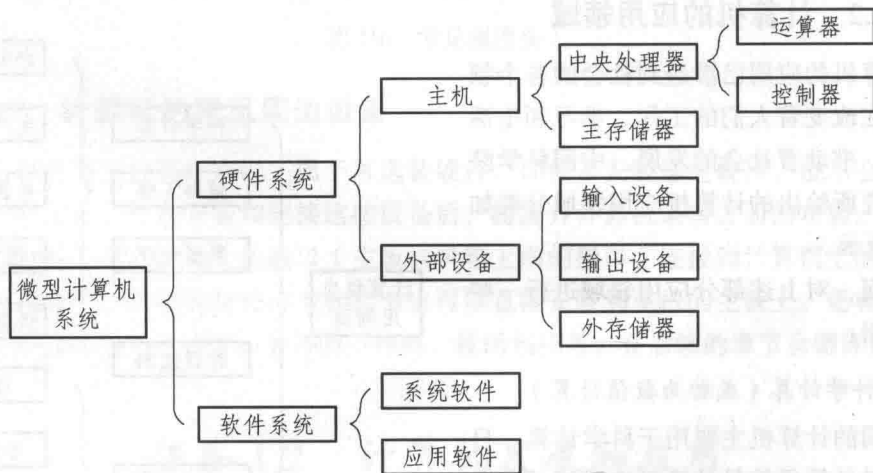 运算器
中央处理器
控制器
主机
主存储器
硬件系统
输入设备
外部设备
输出设备
微型计算机
系统
外存储器
系统软件
软件系统
应用软件